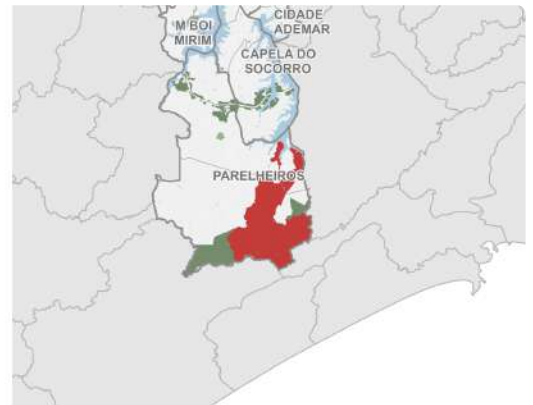 M BOI
MIRIM
CIDADE
ADEMAR
CAPELA DO
SOCORRO
PARELHEIROS